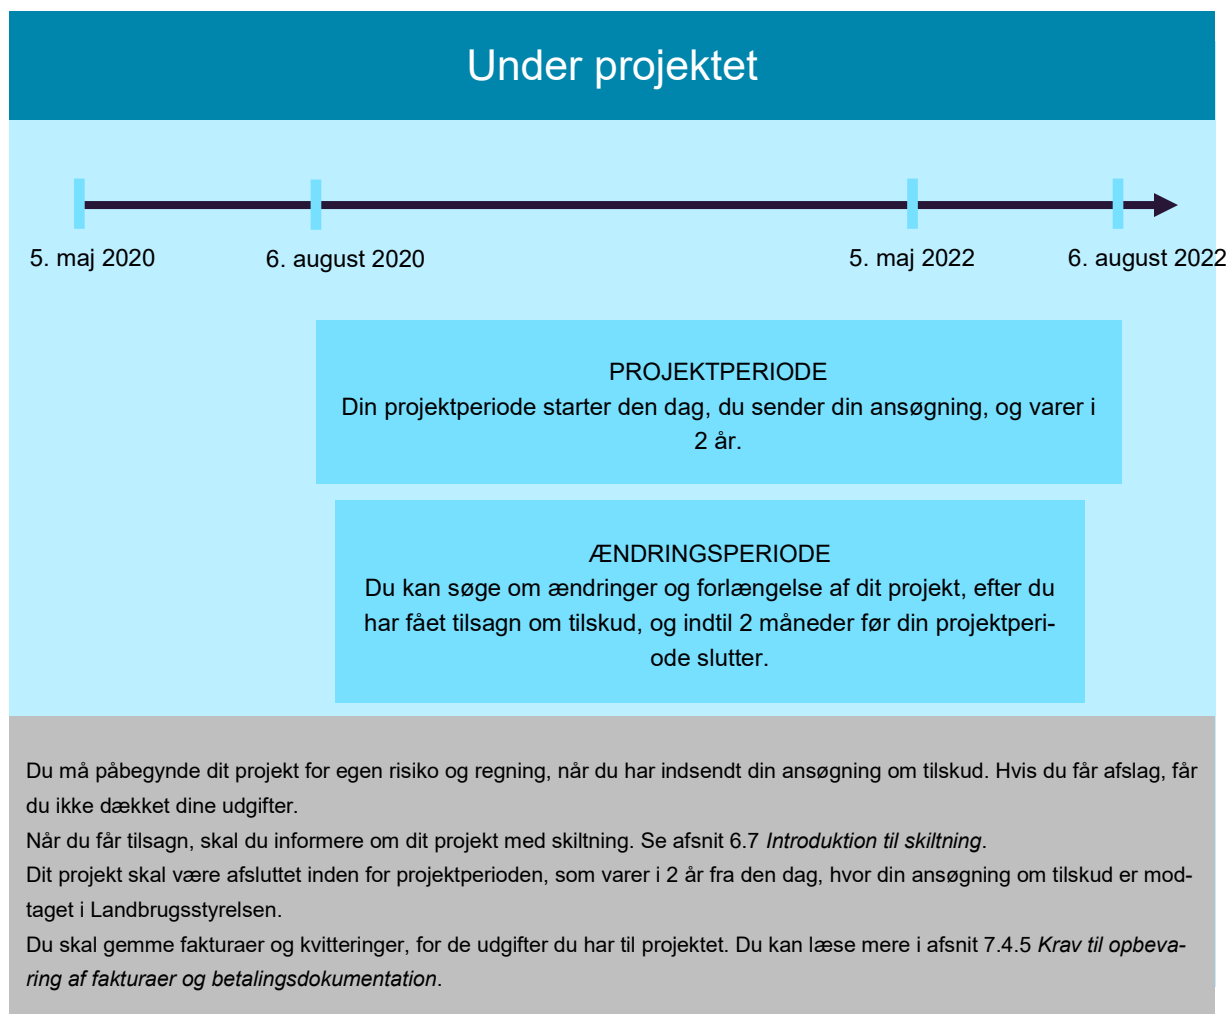 Under projektet
5. maj 2020
6. august 2020
5. maj 2022
6. august 2022
PROJEKTPERIODE
Din projektperiode starter den dag, du sender din ansøgning, og varer i
2 år.
ÆNDRINGSPERIODE
Du kan søge om ændringer og forlængelse af dit projekt, efter du
har fået tilsagn om tilskud, og indtil 2 måneder før din projektperi-
ode slutter.
Du må påbegynde dit projekt for egen risiko og regning, når du har indsendt din ansøgning om tilskud. Hvis du får afslag, får
du ikke dækket dine udgifter.
Når du får tilsagn, skal du informere om dit projekt med skiltning. Se afsnit 6.7 Introduktion til skiltning.
Dit projekt skal være afsluttet inden for projektperioden, som varer i 2 år fra den dag, hvor din ansøgning om tilskud er mod-
taget i Landbrugsstyrelsen.
Du skal gemme fakturaer og kvitteringer, for de udgifter du har til projektet. Du kan læse mere i afsnit 7.4.5 Krav til opbeva-
ring af fakturaer og betalingsdokumentation.